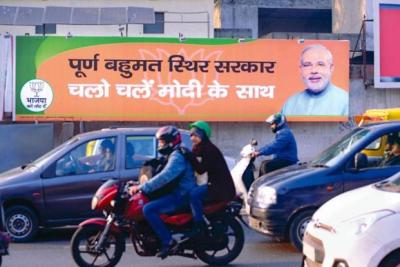 पूर्ण बहुमत स्थिर सरकार
चलो चलें मोदी के साथ
भाजपा